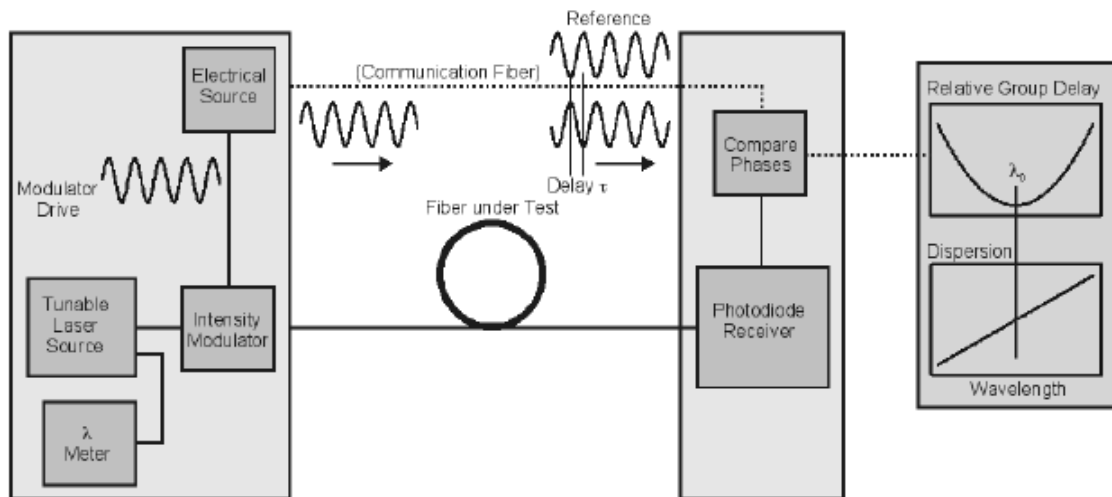 Reference
Electrical
Source
(Communication Fiber)
Relative Group Delay
Compare
Phases
λ0
Modulator
Drive
Delay τ
Fiber under Test
Dispersion
Tunable
Laser
Source
Intensity
Modulator
Photodiode
Receiver
Wavelength
λ
Meter